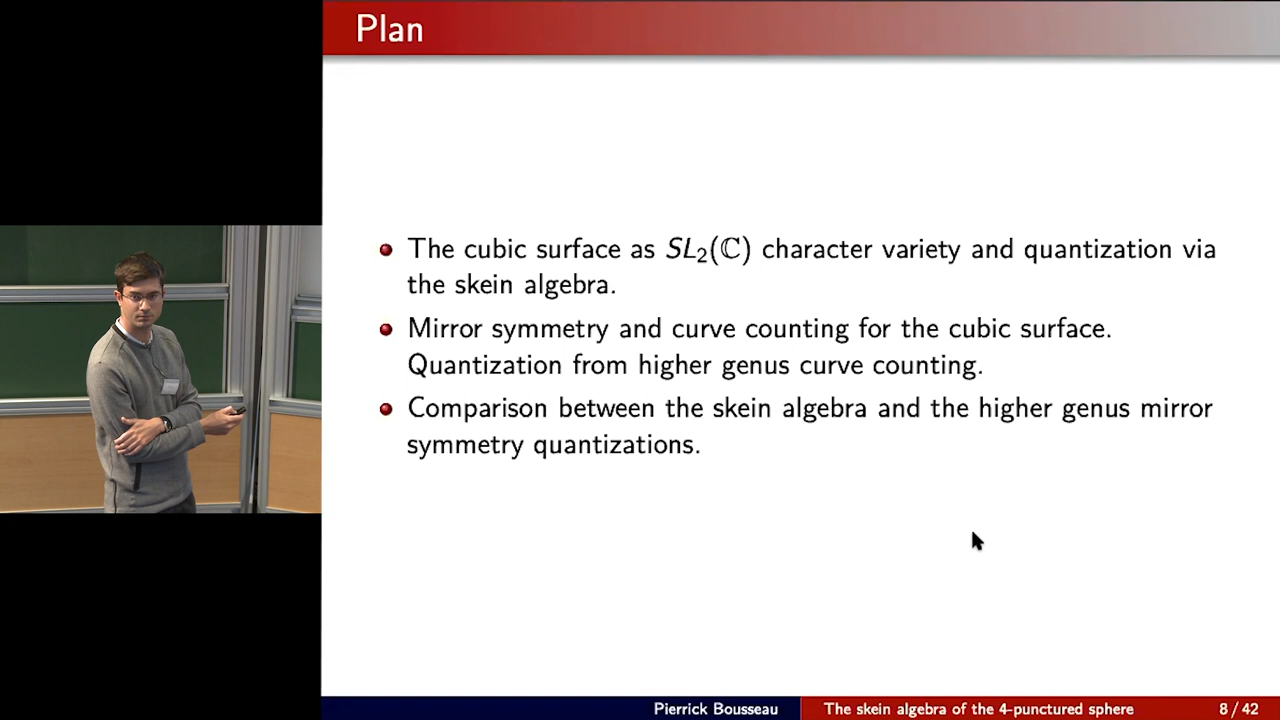 Plan
The cubic surface as SL₂(ℂ) character variety and quantization via
the skein algebra.
Mirror symmetry and curve counting for the cubic surface.
Quantization from higher genus curve counting.
Comparison between the skein algebra and the higher genus mirror
symmetry quantizations.
Pierrick Bousseau
The skein algebra of the 4-punctured sphere
8 / 42